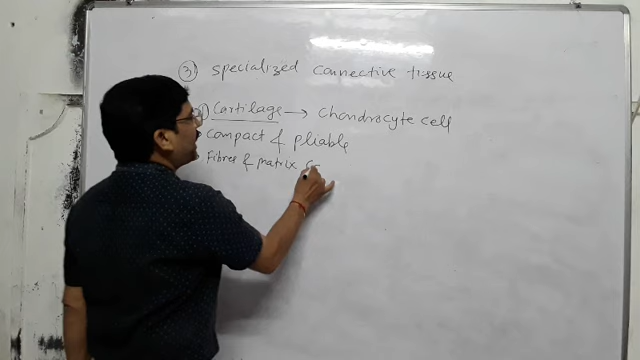 ③ specialized connective tissue
Cartilage → Chondrocyte cell
Compact & pliable
Fibres & matrix